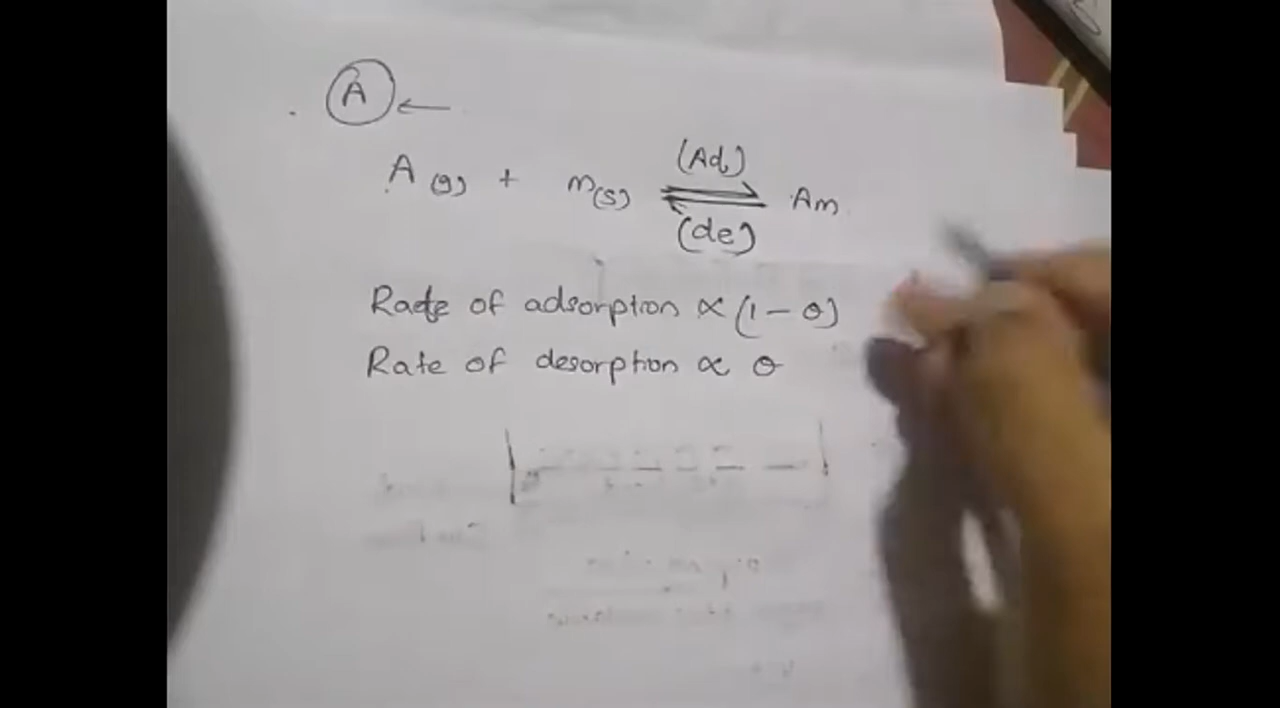 A ←
A (g) + m(s) ⇌ Am
(Ad)
(de)
Rate of adsorption ∝ (1 - θ)
Rate of desorption ∝ θ